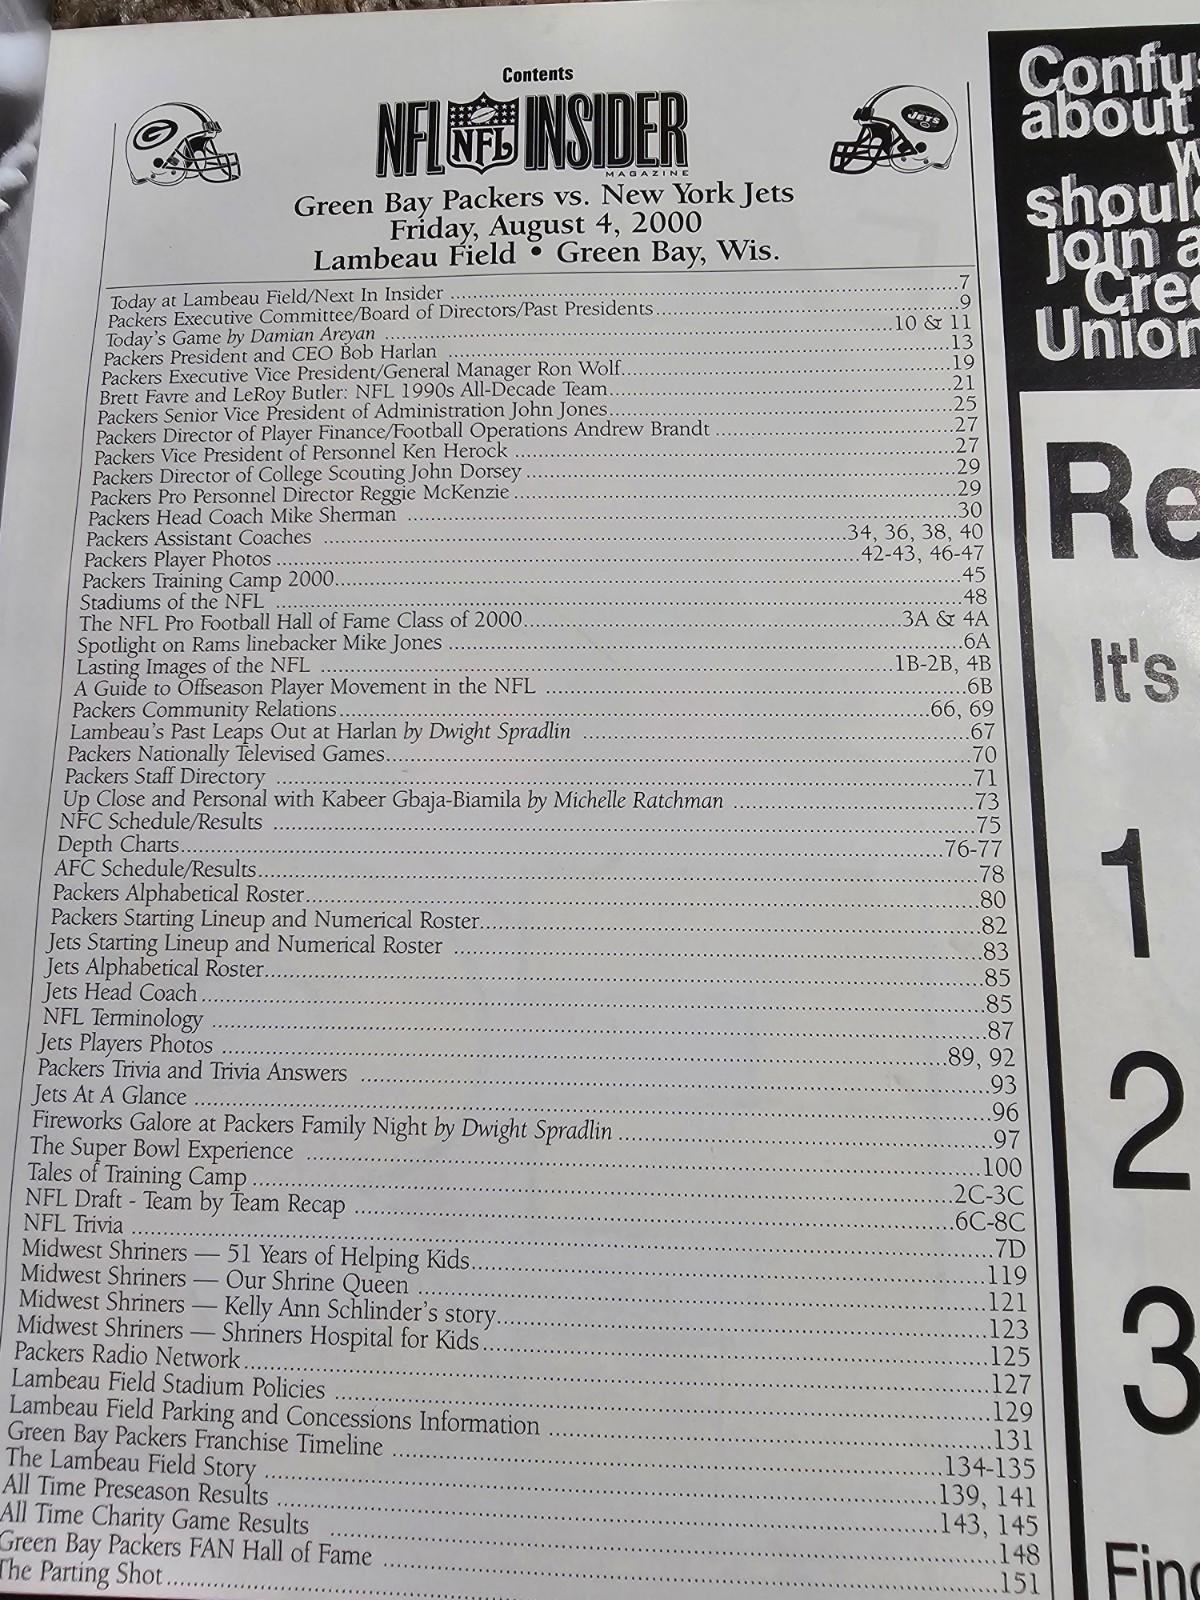 Contents
NFL NFL INSIDER
MAGAZINE
G
JETS
Green Bay Packers vs. New York Jets
Friday, August 4, 2000
Lambeau Field • Green Bay, Wis.
Today at Lambeau Field/Next In Insider 7
Packers Executive Committee/Board of Directors/Past Presidents 9
Today's Game by Damian Areyan 10 & 11
Packers President and CEO Bob Harlan 13
Packers Executive Vice President/General Manager Ron Wolf 19
Brett Favre and LeRoy Butler: NFL 1990s All-Decade Team 21
Packers Senior Vice President of Administration John Jones 25
Packers Director of Player Finance/Football Operations Andrew Brandt 27
Packers Vice President of Personnel Ken Herock 27
Packers Director of College Scouting John Dorsey 29
Packers Pro Personnel Director Reggie McKenzie 29
Packers Head Coach Mike Sherman 30
Packers Assistant Coaches 34, 36, 38, 40
Packers Player Photos 42-43, 46-47
Packers Training Camp 2000 45
Stadiums of the NFL 48
The NFL Pro Football Hall of Fame Class of 2000 3A & 4A
Spotlight on Rams linebacker Mike Jones 6A
Lasting Images of the NFL 1B-2B, 4B
A Guide to Offseason Player Movement in the NFL 6B
Packers Community Relations 66, 69
Lambeau's Past Leaps Out at Harlan by Dwight Spradlin 67
Packers Nationally Televised Games 70
Packers Staff Directory 71
Up Close and Personal with Kabeer Gbaja-Biamila by Michelle Ratchman 73
NFC Schedule/Results 75
Depth Charts 76-77
AFC Schedule/Results 78
Packers Alphabetical Roster 80
Packers Starting Lineup and Numerical Roster 82
Jets Starting Lineup and Numerical Roster 83
Jets Alphabetical Roster 85
Jets Head Coach 85
NFL Terminology 87
Jets Players Photos 89, 92
Packers Trivia and Trivia Answers 93
Jets At A Glance 96
Fireworks Galore at Packers Family Night by Dwight Spradlin 97
The Super Bowl Experience 100
Tales of Training Camp 2C-3C
NFL Draft - Team by Team Recap 6C-8C
NFL Trivia 7D
Midwest Shriners — 51 Years of Helping Kids 119
Midwest Shriners — Our Shrine Queen 121
Midwest Shriners — Kelly Ann Schlinder's story 123
Midwest Shriners — Shriners Hospital for Kids 125
Packers Radio Network 127
Lambeau Field Stadium Policies 129
Lambeau Field Parking and Concessions Information 131
Green Bay Packers Franchise Timeline 134-135
The Lambeau Field Story 139, 141
All Time Preseason Results 143, 145
All Time Charity Game Results 148
Green Bay Packers FAN Hall of Fame 151
The Parting Shot
Confus
about
w
shoul
join a
Cre
Union
Re
It's
1
2
3
Fin